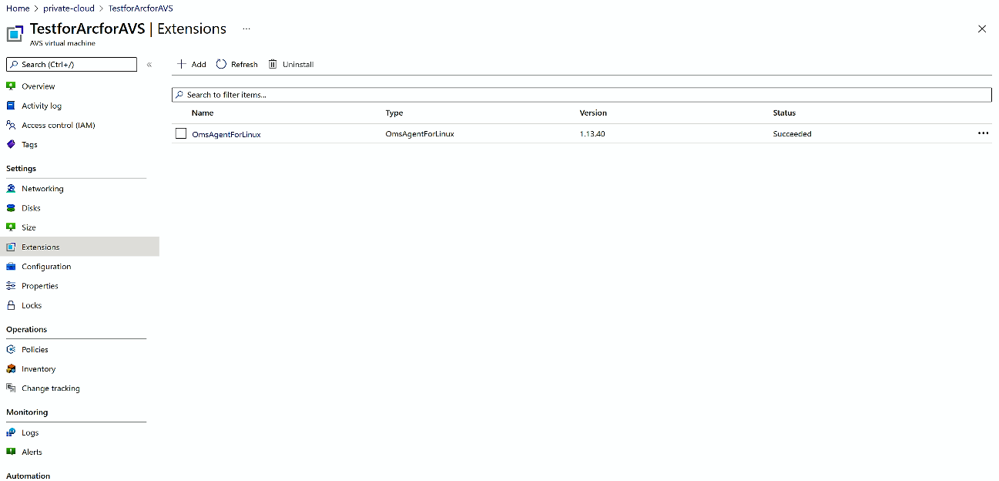 Home > private-cloud > TestforArcforAVS
TestforArcforAVS | Extensions ...
AVS virtual machine
Search (Ctrl+/)
«
Add Refresh Uninstall
Search to filter items...
Name Type Version Status
OmsAgentForLinux OmsAgentForLinux 1.13.40 Succeeded ...
Overview
Activity log
Access control (IAM)
Tags
Settings
Networking
Disks
Size
Extensions
Configuration
Properties
Locks
Operations
Policies
Inventory
Change tracking
Monitoring
Logs
Alerts
Automation